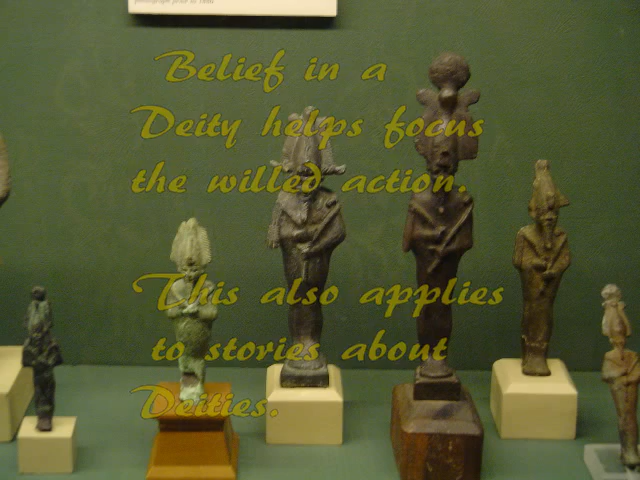 Belief in a
Deity helps focus
the willed action.
This also applies
to stories about
Deities.